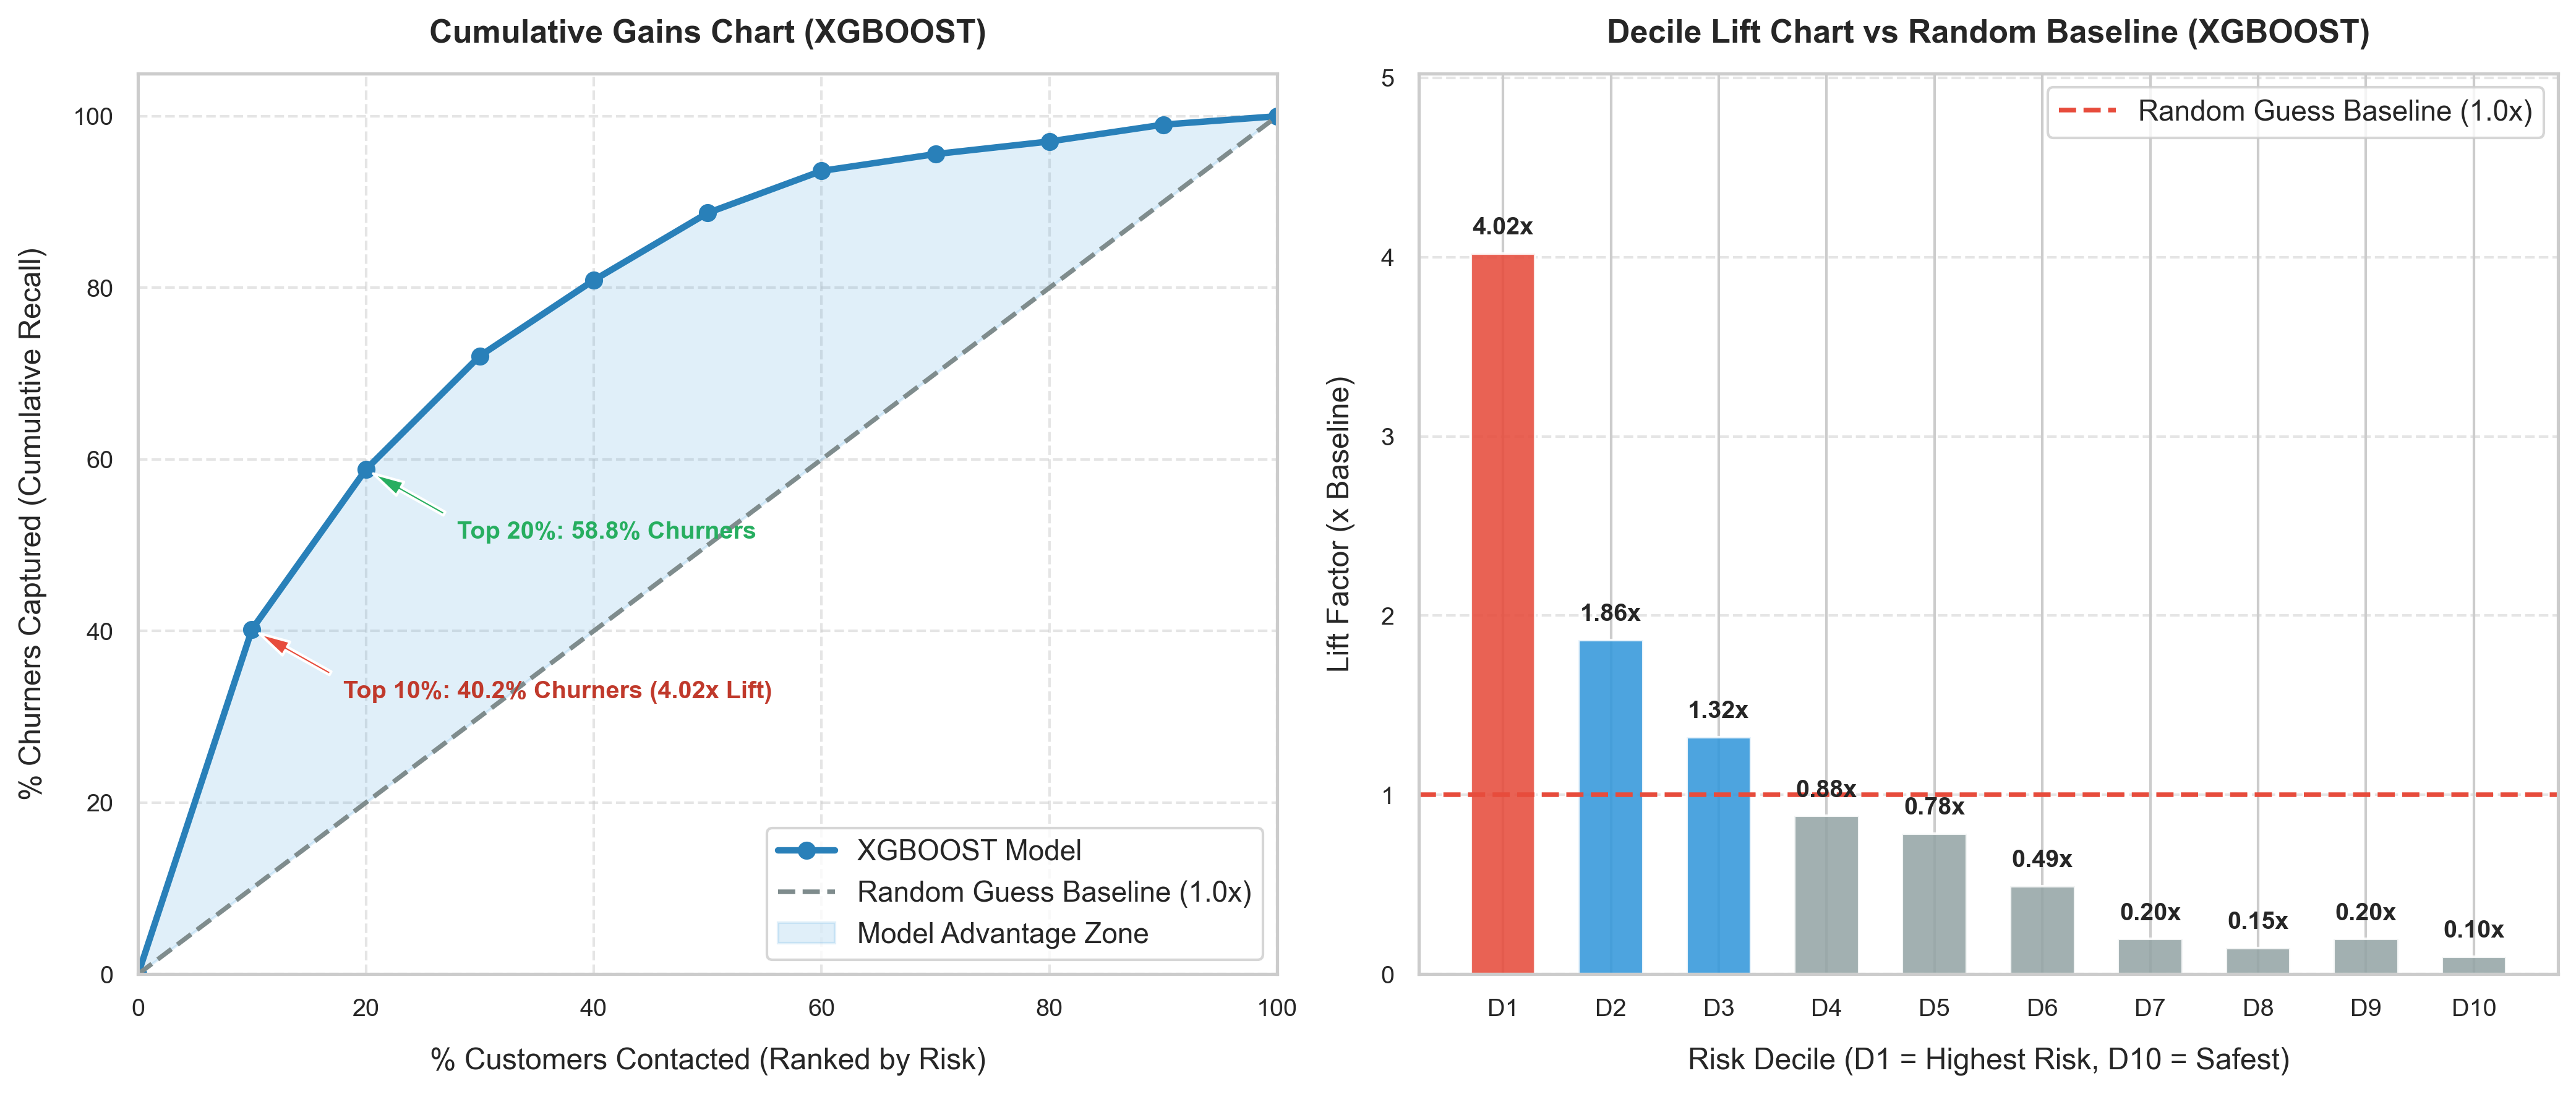 Cumulative Gains Chart (XGBOOST)
% Churners Captured (Cumulative Recall)
100
80
60
40
20
0
Top 20%: 58.8% Churners
Top 10%: 40.2% Churners (4.02x Lift)
XGBOOST Model
Random Guess Baseline (1.0x)
Model Advantage Zone
0 20 40 60 80 100
% Customers Contacted (Ranked by Risk)
Decile Lift Chart vs Random Baseline (XGBOOST)
Lift Factor (x Baseline)
5
4
3
2
1
0
Random Guess Baseline (1.0x)
4.02x
1.86x
1.32x
0.88x
0.78x
0.49x
0.20x
0.15x
0.20x
0.10x
D1 D2 D3 D4 D5 D6 D7 D8 D9 D10
Risk Decile (D1 = Highest Risk, D10 = Safest)